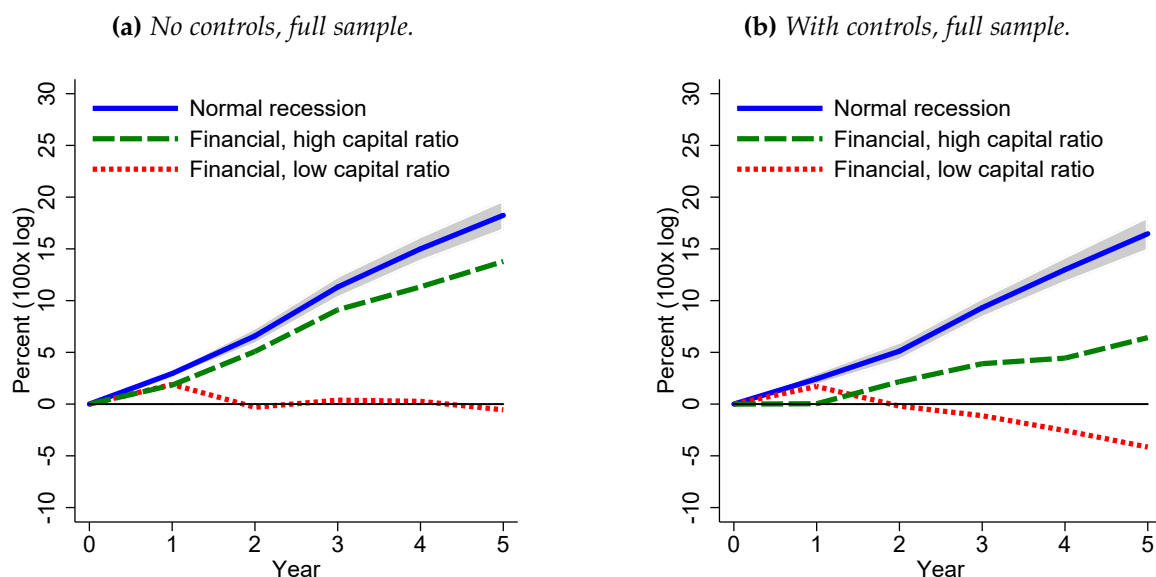 (a) No controls, full sample.
Percent (100x log)
30
25
20
15
10
5
0
-5
-10
Normal recession
Financial, high capital ratio
Financial, low capital ratio
0 1 2 3 4 5
Year
(b) With controls, full sample.
Percent (100x log)
30
25
20
15
10
5
0
-5
-10
Normal recession
Financial, high capital ratio
Financial, low capital ratio
0 1 2 3 4 5
Year